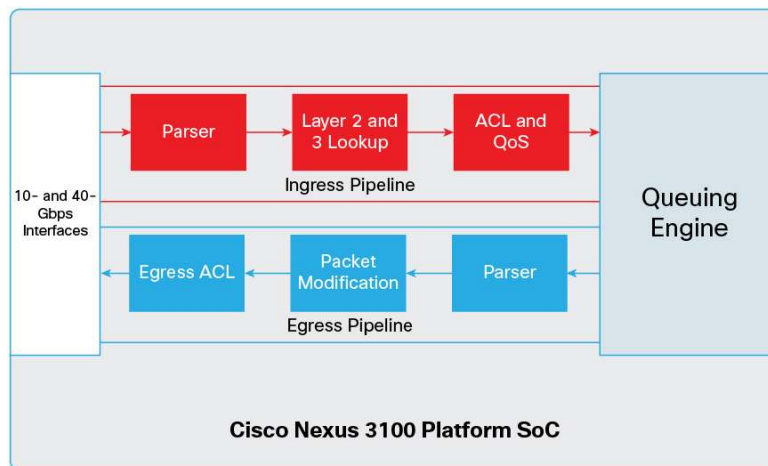 Parser
Layer 2 and
3 Lookup
ACL and
QoS
Ingress Pipeline
10- and 40-
Gbps
Interfaces
Queuing
Engine
Egress ACL
Packet
Modification
Parser
Egress Pipeline
Cisco Nexus 3100 Platform SoC